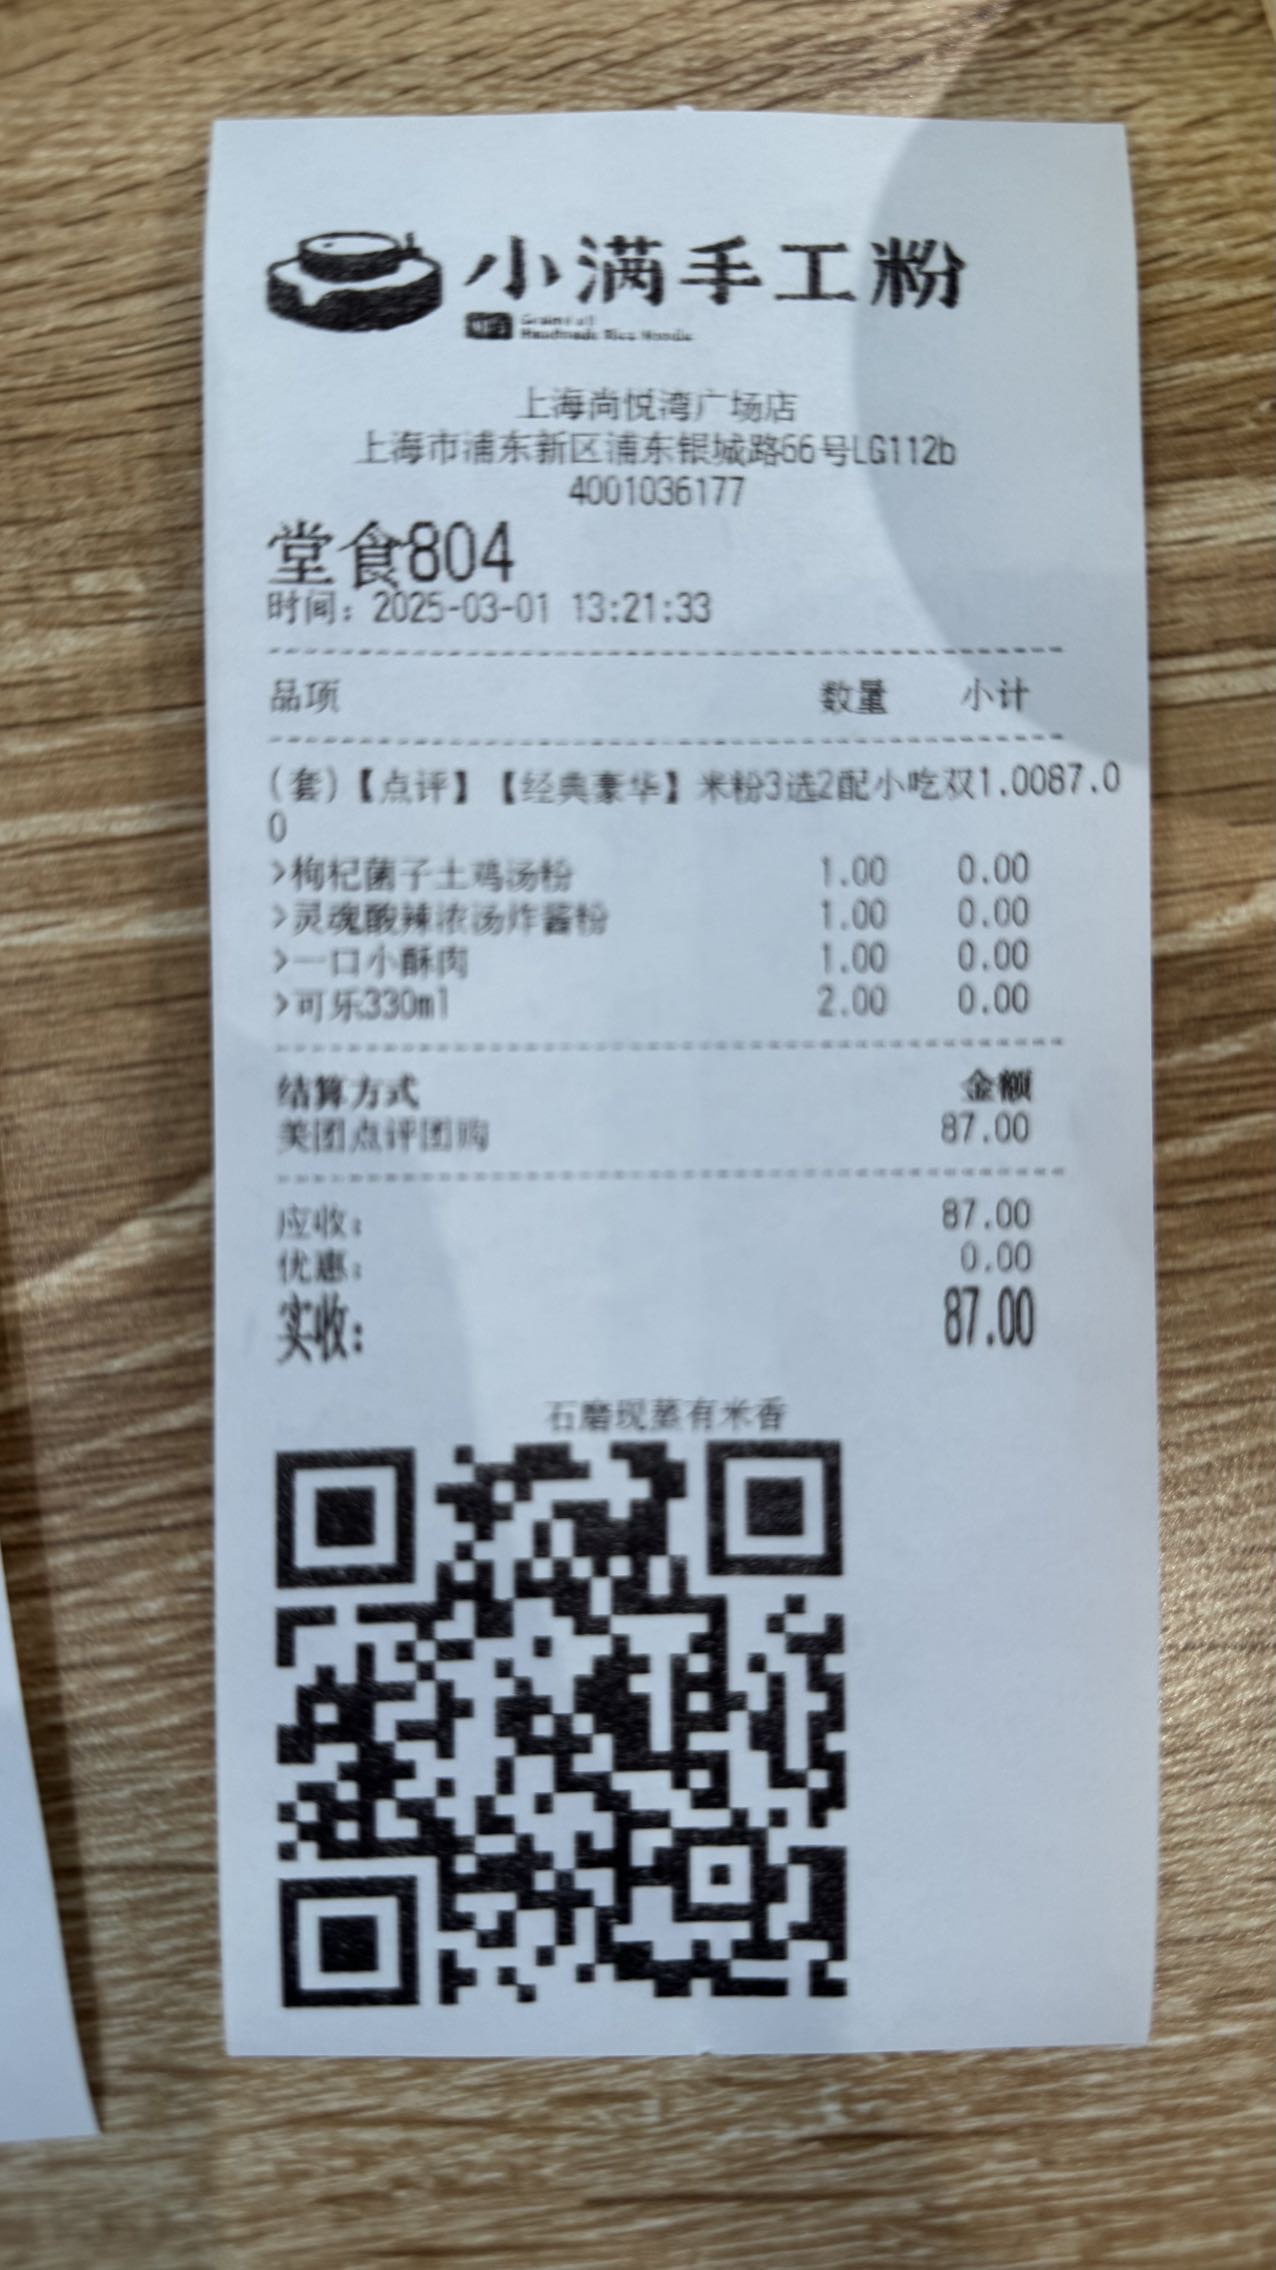 小满手工粉
Handmade Rice Noodle
上海尚悦湾广场店
上海市浦东新区浦东银城路66号LG112b
4001036177
堂食804
时间：2025-03-01 13:21:33
品项 数量 小计
(套)【点评】【经典豪华】米粉3选2配小吃双1.0087.0
0
>枸杞菌子土鸡汤粉 1.00 0.00
>灵魂酸辣浓汤炸酱粉 1.00 0.00
>一口小酥肉 1.00 0.00
>可乐330ml 2.00 0.00
结算方式 金额
美团点评团购 87.00
应收： 87.00
优惠： 0.00
实收： 87.00
石磨现蒸有米香